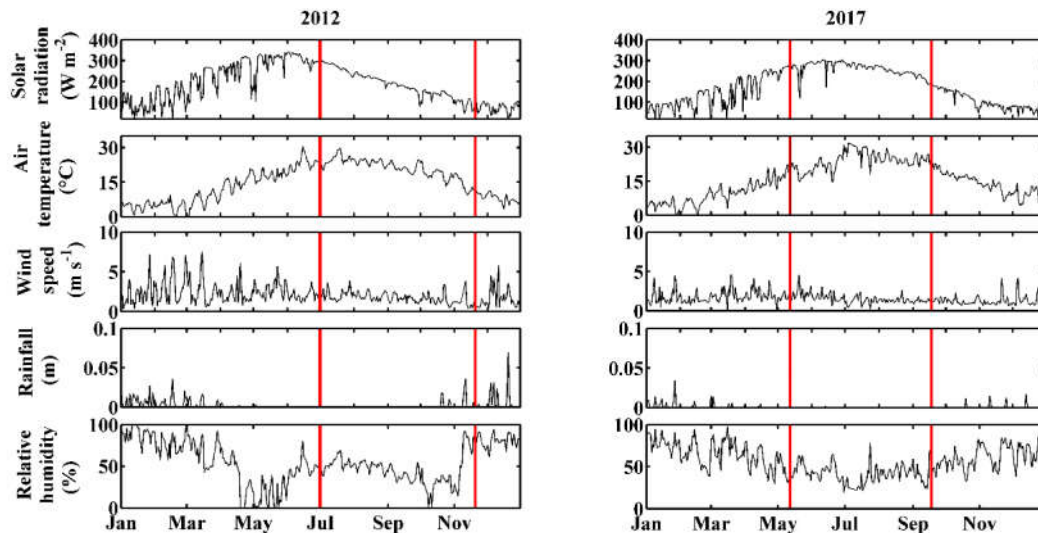 2012 2017
Solar
radiation
(W m⁻²)
400
300
200
100
400
300
200
100
Air
temperature
(°C)
30
15
0
30
15
0
Wind
speed
(m s⁻¹)
10
5
0
10
5
0
Rainfall
(m)
0.1
0.05
0
0.1
0.05
0
Relative
humidity
(%)
100
50
0
100
50
0
Jan Mar May Jul Sep Nov
Jan Mar May Jul Sep Nov